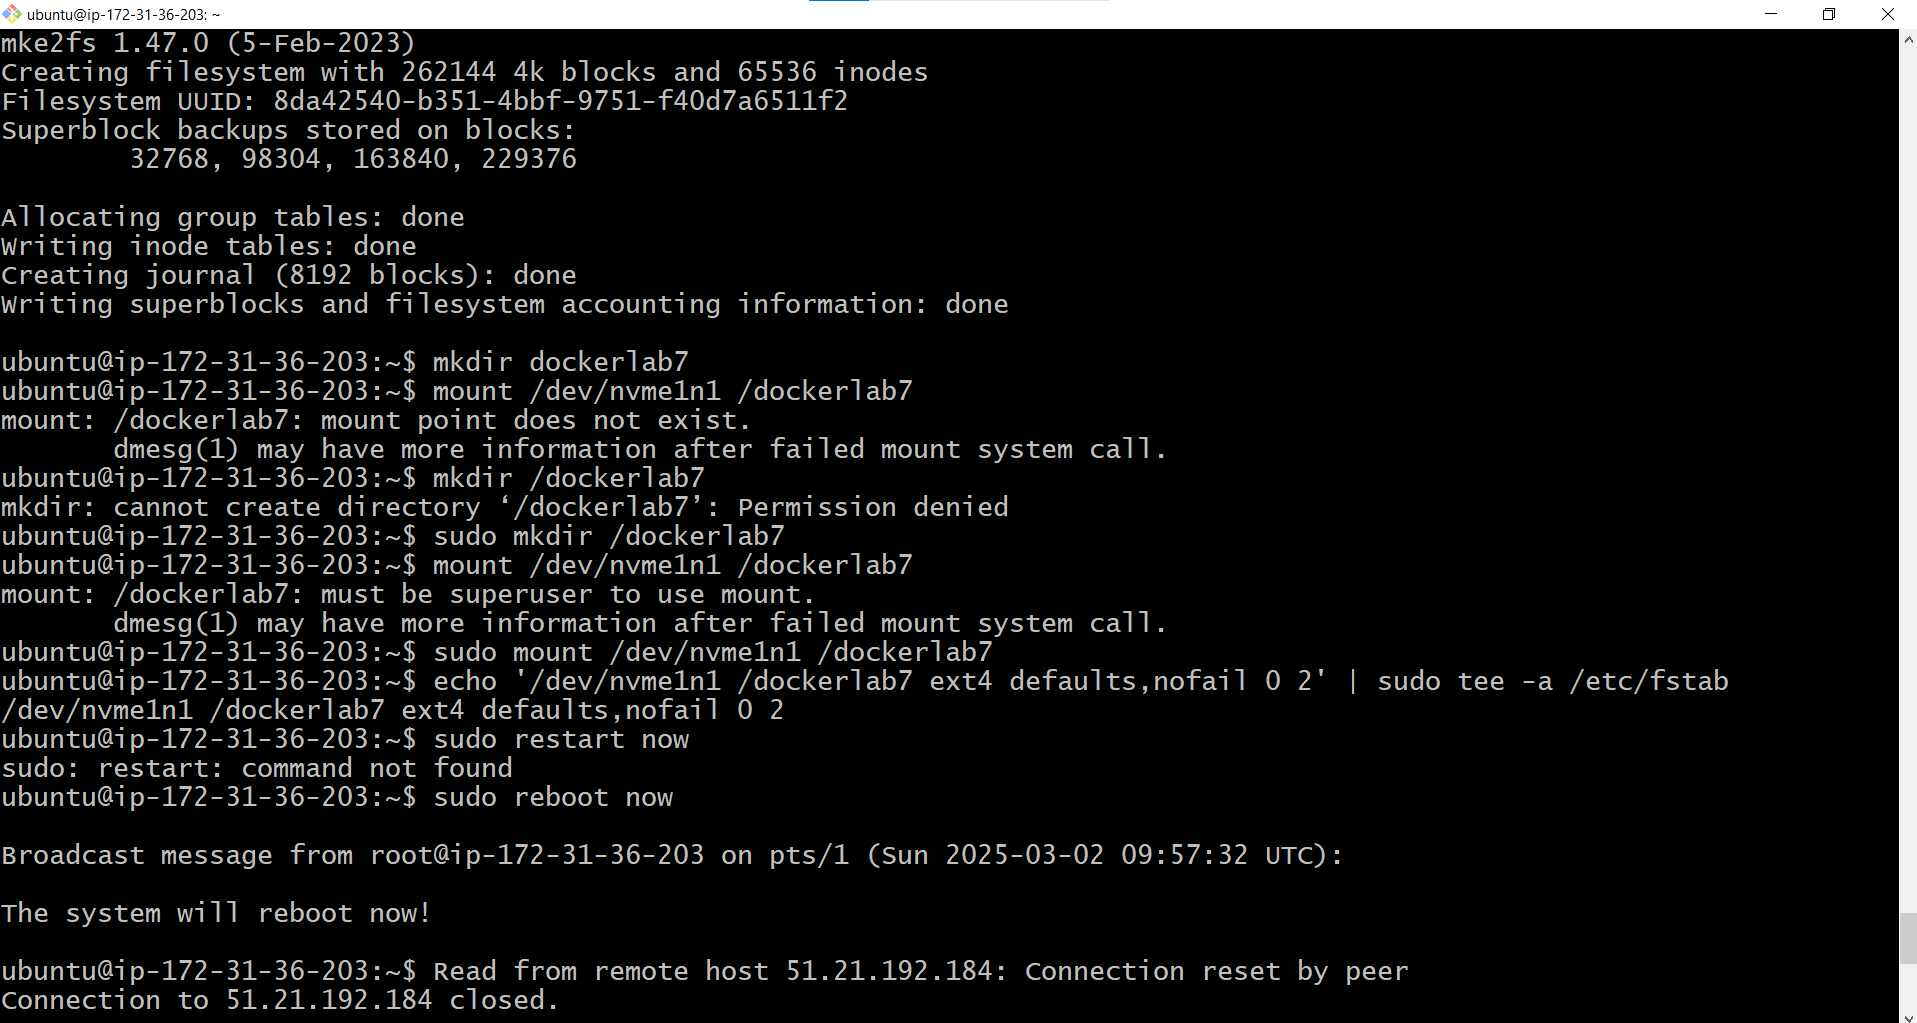 ubuntu@ip-172-31-36-203: ~
mke2fs 1.47.0 (5-Feb-2023)
Creating filesystem with 262144 4k blocks and 65536 inodes
Filesystem UUID: 8da42540-b351-4bbf-9751-f40d7a6511f2
Superblock backups stored on blocks:
        32768, 98304, 163840, 229376

Allocating group tables: done
Writing inode tables: done
Creating journal (8192 blocks): done
Writing superblocks and filesystem accounting information: done

ubuntu@ip-172-31-36-203:~$ mkdir dockerlab7
ubuntu@ip-172-31-36-203:~$ mount /dev/nvme1n1 /dockerlab7
mount: /dockerlab7: mount point does not exist.
       dmesg(1) may have more information after failed mount system call.
ubuntu@ip-172-31-36-203:~$ mkdir /dockerlab7
mkdir: cannot create directory ‘/dockerlab7’: Permission denied
ubuntu@ip-172-31-36-203:~$ sudo mkdir /dockerlab7
ubuntu@ip-172-31-36-203:~$ mount /dev/nvme1n1 /dockerlab7
mount: /dockerlab7: must be superuser to use mount.
       dmesg(1) may have more information after failed mount system call.
ubuntu@ip-172-31-36-203:~$ sudo mount /dev/nvme1n1 /dockerlab7
ubuntu@ip-172-31-36-203:~$ echo '/dev/nvme1n1 /dockerlab7 ext4 defaults,nofail 0 2' | sudo tee -a /etc/fstab
/dev/nvme1n1 /dockerlab7 ext4 defaults,nofail 0 2
ubuntu@ip-172-31-36-203:~$ sudo restart now
sudo: restart: command not found
ubuntu@ip-172-31-36-203:~$ sudo reboot now

Broadcast message from root@ip-172-31-36-203 on pts/1 (Sun 2025-03-02 09:57:32 UTC):

The system will reboot now!

ubuntu@ip-172-31-36-203:~$ Read from remote host 51.21.192.184: Connection reset by peer
Connection to 51.21.192.184 closed.